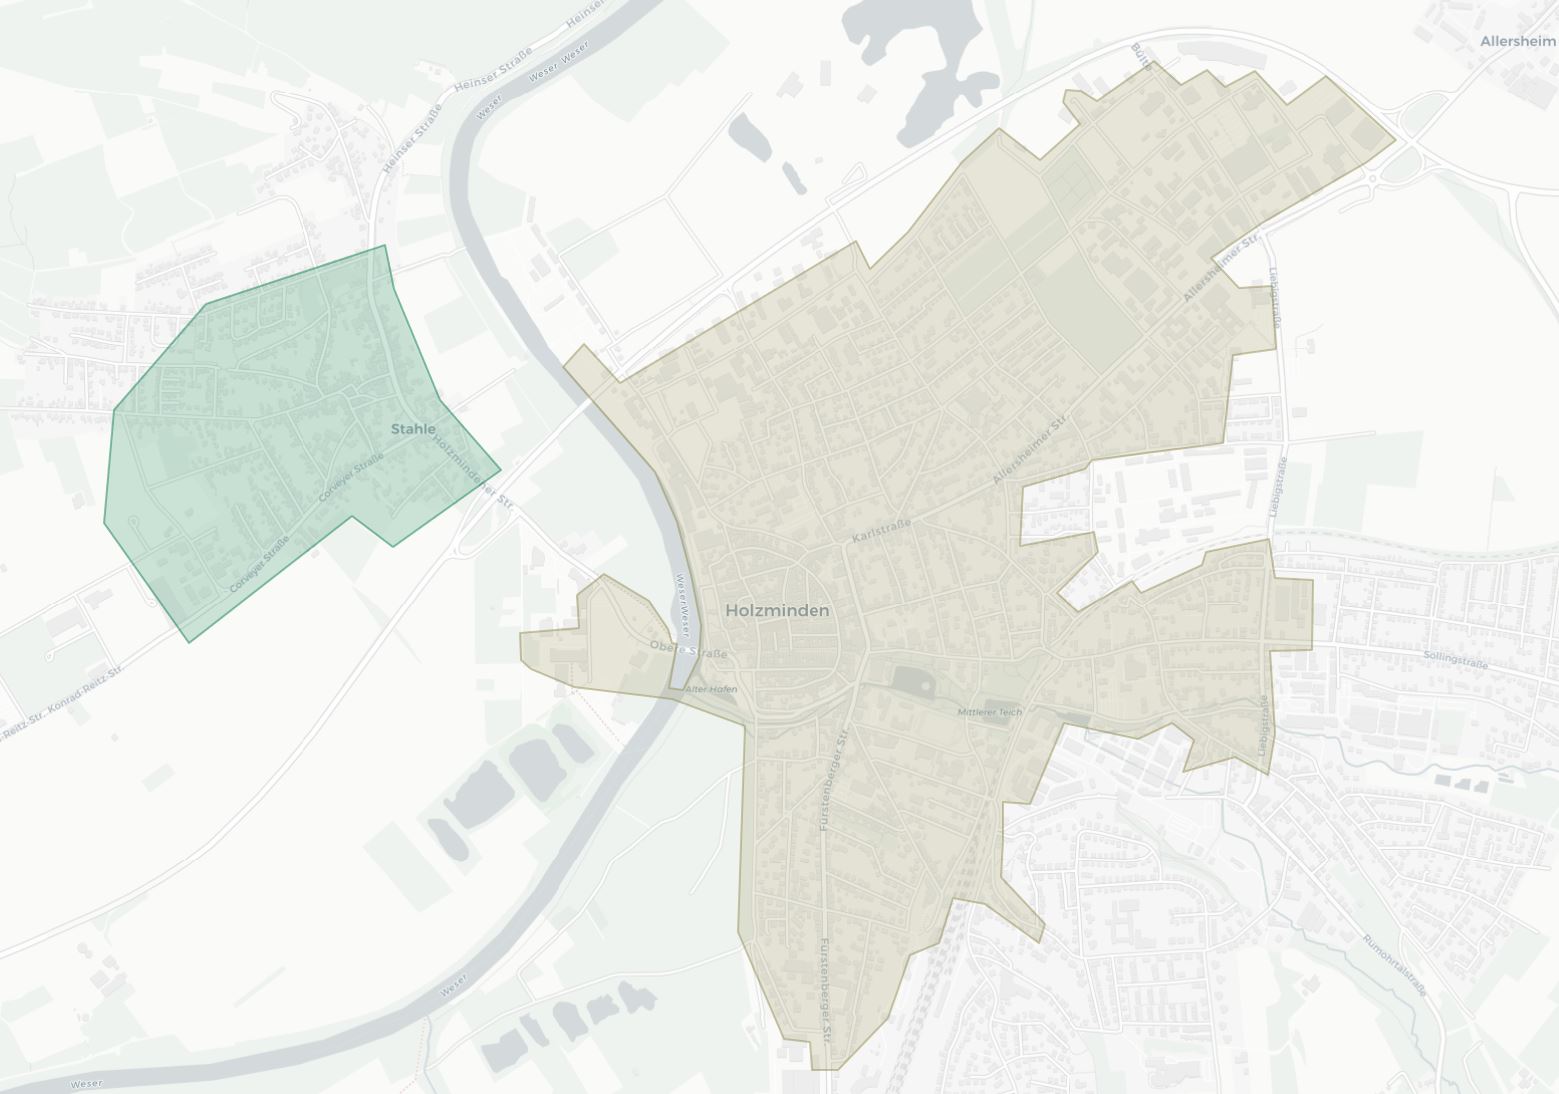 Heinser
Weser
Weser
Allersheim
Heinser Straße
Weser
Heinser Straße
Allersheimer Str.
Liebigstraße
Stahle
Holzmindener Str.
Corveyer Straße
Allersheimer Str.
Liebigstraße
Karlstraße
Corveyer Straße
Weser
Weser
Holzminden
Obere Straße
Sollingstraße
Konrad-Reitz-Str.
Reitz-Str.
Alter Hafen
Mittlerer Teich
Liebigstraße
Fürstenberger Str.
Rumohrtalstraße
Fürstenberger Str.
Weser
Weser